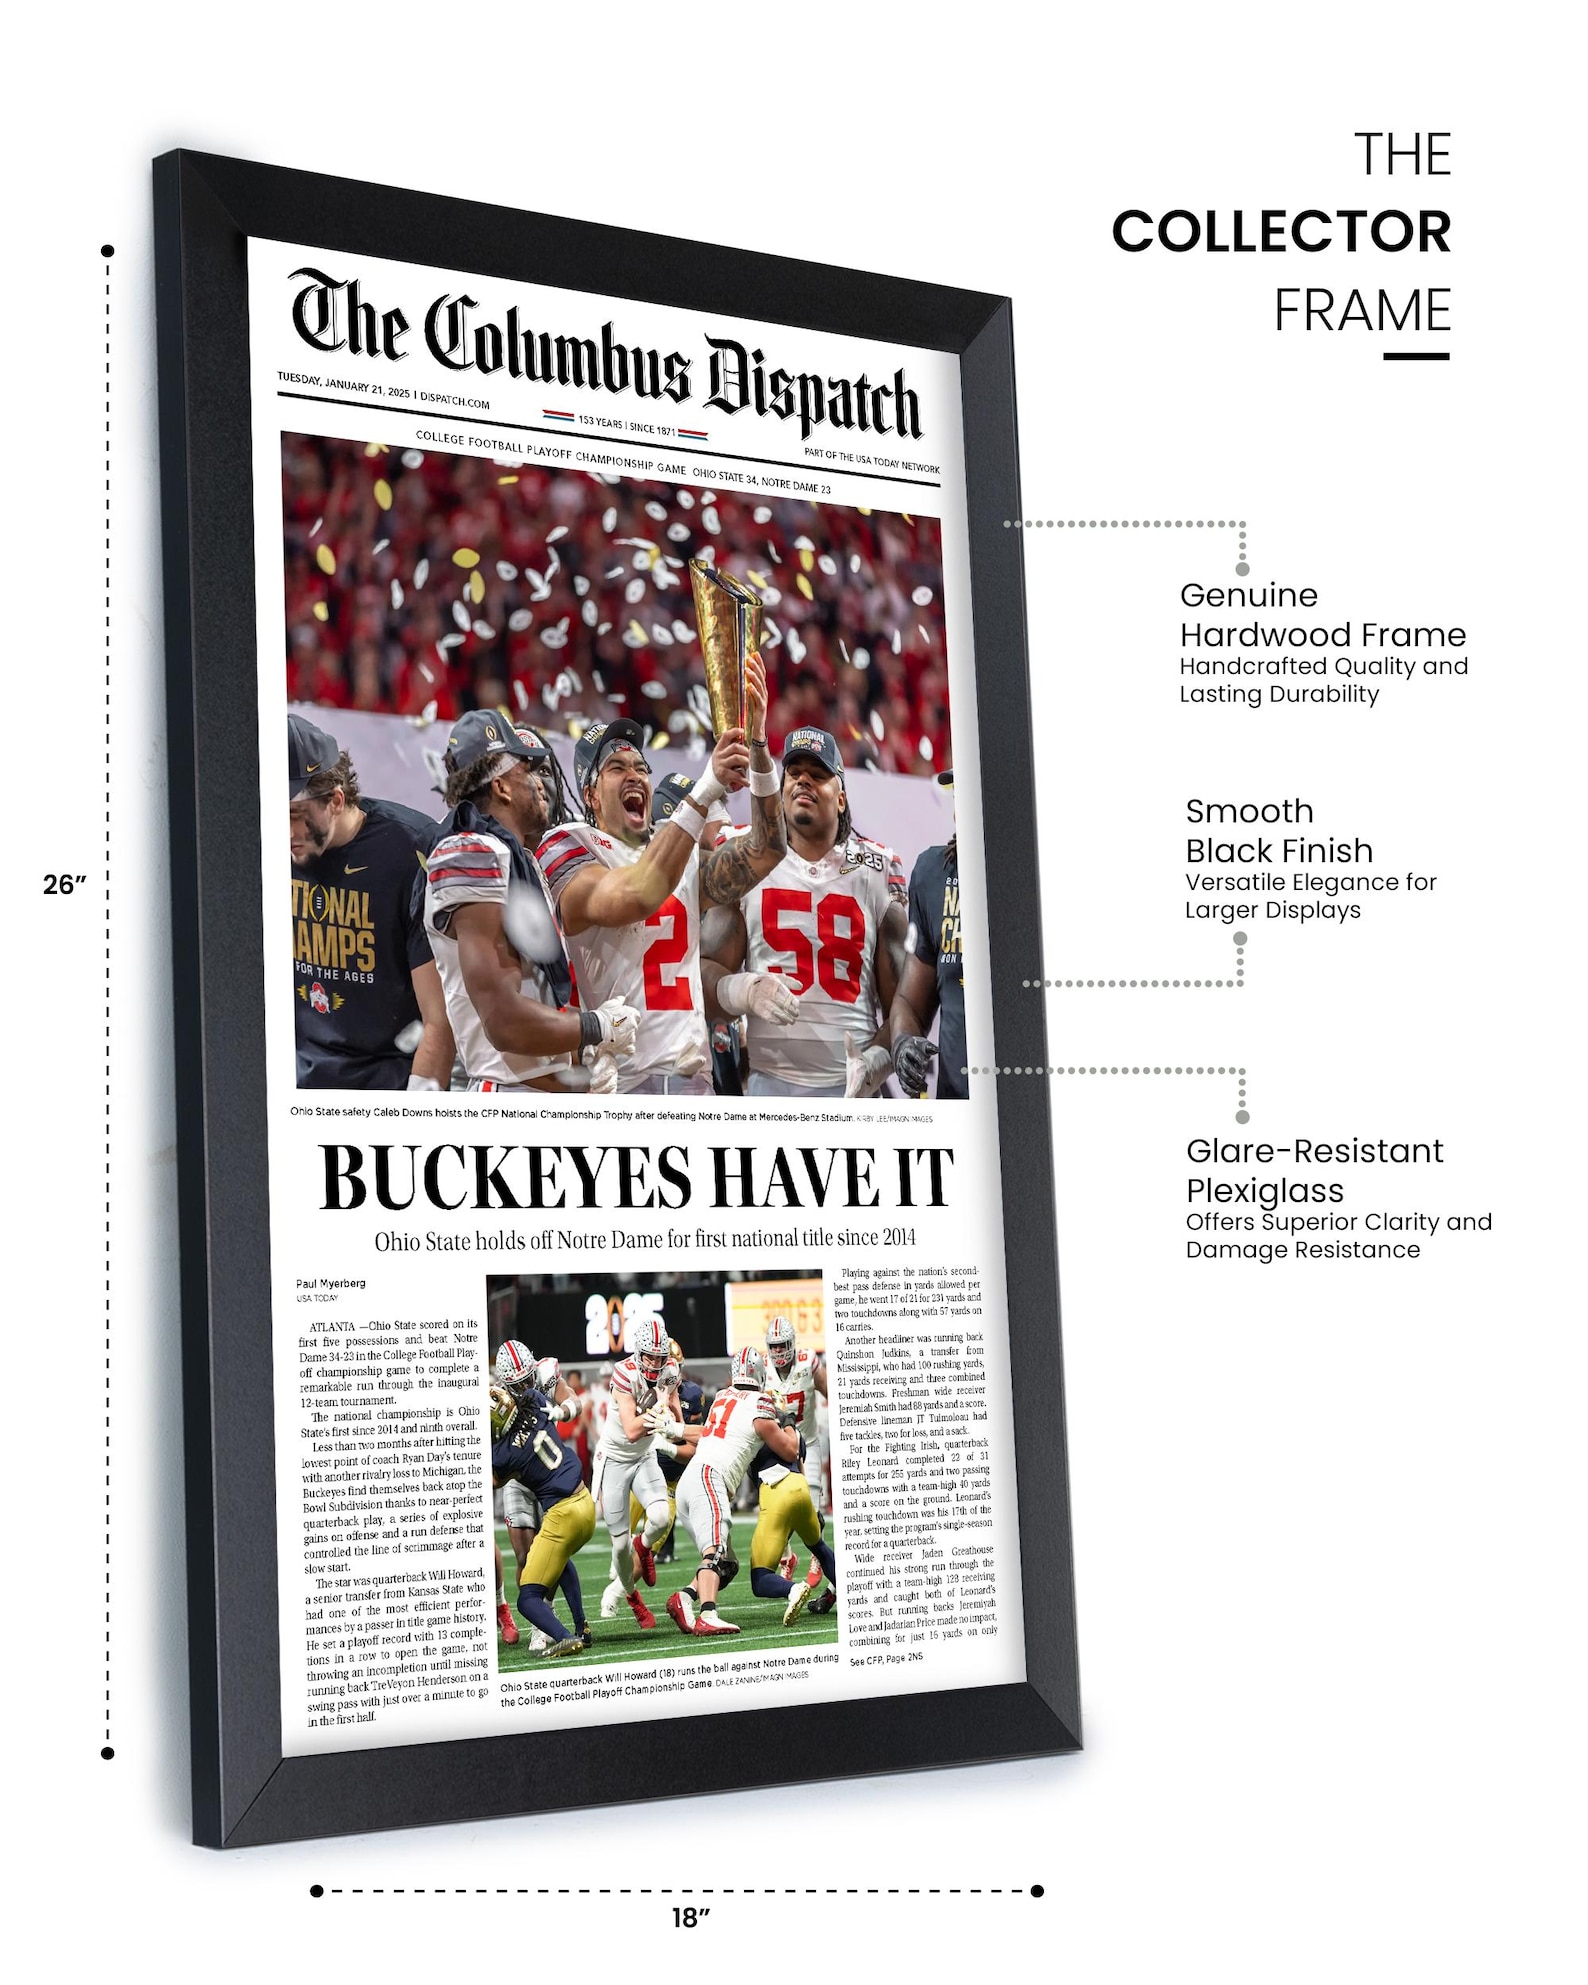 THE
COLLECTOR
FRAME
The Columbus Dispatch
TUESDAY, JANUARY 21, 2025 | DISPATCH.COM
153 YEARS | SINCE 1871
PART OF THE USA TODAY NETWORK
COLLEGE FOOTBALL PLAYOFF CHAMPIONSHIP GAME OHIO STATE 34, NOTRE DAME 23
NATIONAL
CHAMPS
TIONAL
AMPS
FOR THE AGES
2
58
2025
Ohio State safety Caleb Downs hoists the CFP National Championship Trophy after defeating Notre Dame at Mercedes-Benz Stadium. KIRBY LEE/IMAGN IMAGES
BUCKEYES HAVE IT
Ohio State holds off Notre Dame for first national title since 2014
Paul Myerberg
USA TODAY
ATLANTA —Ohio State scored on its
first five possessions and beat Notre
Dame 34-23 in the College Football Play-
off championship game to complete a
remarkable run through the inaugural
12-team tournament.
The national championship is Ohio
State's first since 2014 and ninth overall.
Less than two months after hitting the
lowest point of coach Ryan Day's tenure
with another rivalry loss to Michigan, the
Buckeyes find themselves back atop the
Bowl Subdivision thanks to near-perfect
quarterback play, a series of explosive
gains on offense and a run defense that
controlled the line of scrimmage after a
slow start.
The star was quarterback Will Howard,
a senior transfer from Kansas State who
had one of the most efficient perfor-
mances by a passer in title game history.
He set a playoff record with 13 comple-
tions in a row to open the game, not
throwing an incompletion until missing
running back TreVeyon Henderson on a
swing pass with just over a minute to go
in the first half.
2025
0
51
Ohio State quarterback Will Howard (18) runs the ball against Notre Dame during
the College Football Playoff Championship Game. DALE ZANINE/IMAGN IMAGES
Playing against the nation's second-
best pass defense in yards allowed per
game, he went 17 of 21 for 231 yards and
two touchdowns along with 57 yards on
16 carries.
Another headliner was running back
Quinshon Judkins, a transfer from
Mississippi, who had 100 rushing yards,
21 yards receiving and three combined
touchdowns. Freshman wide receiver
Jeremiah Smith had 88 yards and a score.
Defensive lineman JT Tuimoloau had
five tackles, two for loss, and a sack.
For the Fighting Irish, quarterback
Riley Leonard completed 22 of 31
attempts for 255 yards and two passing
touchdowns with a team-high 40 yards
and a score on the ground. Leonard's
rushing touchdown was his 17th of the
year, setting the program's single-season
record for a quarterback.
Wide receiver Jaden Greathouse
continued his strong run through the
playoff with a team-high 128 receiving
yards and caught both of Leonard's
scores. But running backs Jeremiyah
Love and Jadarian Price made no impact,
combining for just 16 yards on only
See CFP, Page 2NS
Genuine
Hardwood Frame
Handcrafted Quality and
Lasting Durability
Smooth
Black Finish
Versatile Elegance for
Larger Displays
Glare-Resistant
Plexiglass
Offers Superior Clarity and
Damage Resistance
26”
18”